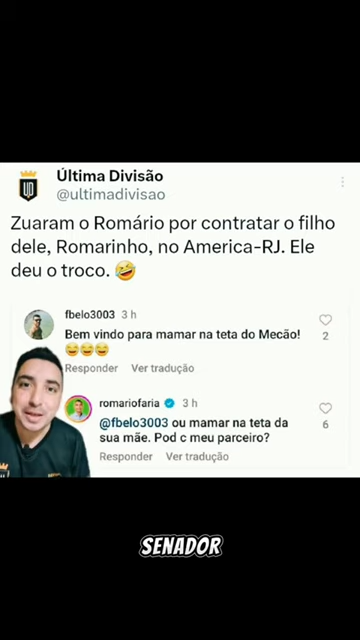 Última Divisão
@ultimadivisao
Zuaram o Romário por contratar o filho
dele, Romarinho, no America-RJ. Ele
deu o troco. 🤣
fbelo3003 3 h
Bem vindo para mamar na teta do Mecão!
😂😂😂
2
Responder Ver tradução
romariofaria 3 h
@fbelo3003 ou mamar na teta da
sua mãe. Pod c meu parceiro?
6
Responder Ver tradução
SENADOR